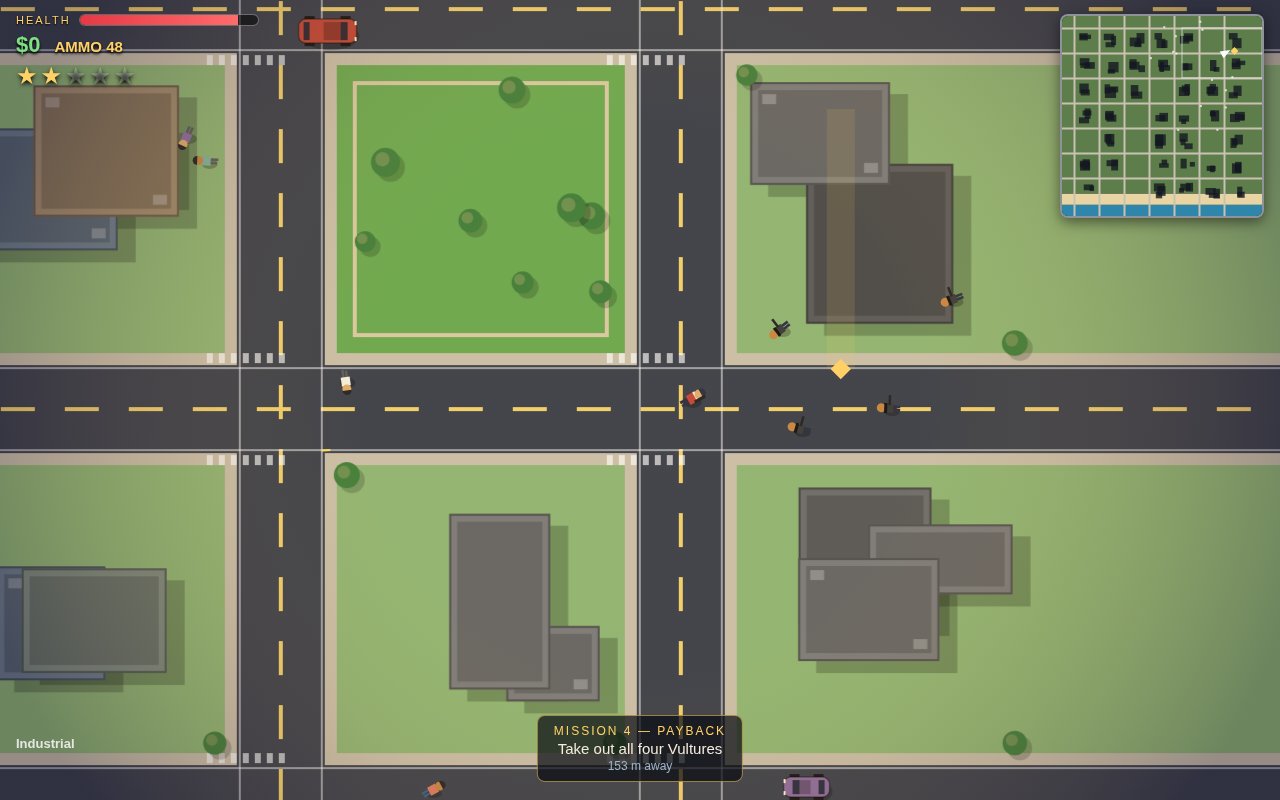 HEALTH
$0 AMMO 48
Industrial
MISSION 4 — PAYBACK
Take out all four Vultures
153 m away